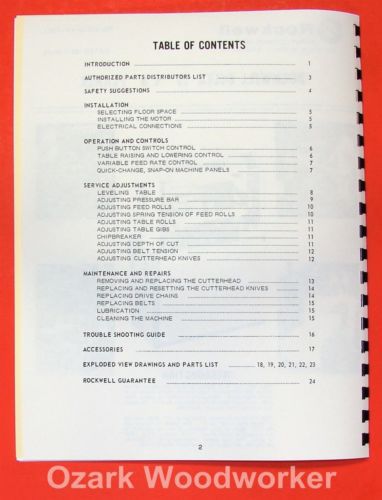 TABLE OF CONTENTS
INTRODUCTION 1
AUTHORIZED PARTS DISTRIBUTORS LIST 3
SAFETY SUGGESTIONS 4
INSTALLATION
SELECTING FLOOR SPACE 5
INSTALLING THE MOTOR 5
ELECTRICAL CONNECTIONS 5
OPERATION AND CONTROLS
PUSH BUTTON SWITCH CONTROL 6
TABLE RAISING AND LOWERING CONTROL 6
VARIABLE FEED RATE CONTROL 7
QUICK-CHANGE, SNAP-ON MACHINE PANELS 7
SERVICE ADJUSTMENTS
LEVELING TABLE 8
ADJUSTING PRESSURE BAR 9
ADJUSTING FEED ROLLS 10
ADJUSTING SPRING TENSION OF FEED ROLLS 10
ADJUSTING TABLE ROLLS 11
ADJUSTING TABLE GIBS 11
CHIPBREAKER 11
ADJUSTING DEPTH OF CUT 11
ADJUSTING BELT TENSION 12
ADJUSTING CUTTERHEAD KNIVES 12
MAINTENANCE AND REPAIRS
REMOVING AND REPLACING THE CUTTERHEAD 13
REPLACING AND RESETTING THE CUTTERHEAD KNIVES 14
REPLACING DRIVE CHAINS 14
REPLACING BELTS 15
LUBRICATION 15
CLEANING THE MACHINE 15
TROUBLE SHOOTING GUIDE 16
ACCESSORIES 17
EXPLODED VIEW DRAWINGS AND PARTS LIST 18, 19, 20, 21, 22, 23
ROCKWELL GUARANTEE 24
2
Ozark Woodworker